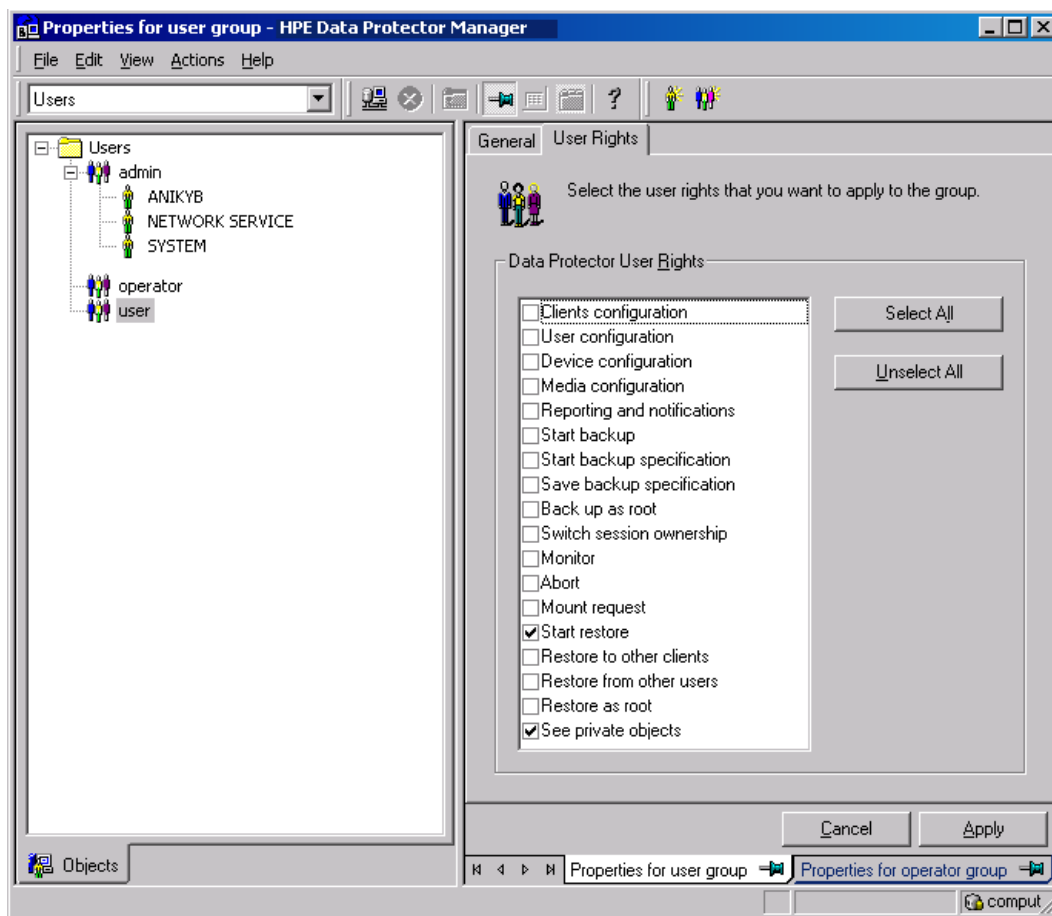 Properties for user group - HPE Data Protector Manager
File Edit View Actions Help
Users
?
Users
admin
ANIKYB
NETWORK SERVICE
SYSTEM
operator
user
Objects
General User Rights
Select the user rights that you want to apply to the group.
Data Protector User Rights
Clients configuration
User configuration
Device configuration
Media configuration
Reporting and notifications
Start backup
Start backup specification
Save backup specification
Back up as root
Switch session ownership
Monitor
Abort
Mount request
Start restore
Restore to other clients
Restore from other users
Restore as root
See private objects
Select All
Unselect All
Cancel Apply
Properties for user group Properties for operator group
comput